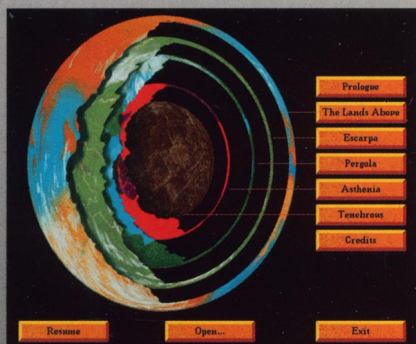 Prologue
The Lands Above
Escarpa
Pergola
Asthenia
Tenebrous
Credits
Resume
Open...
Exit